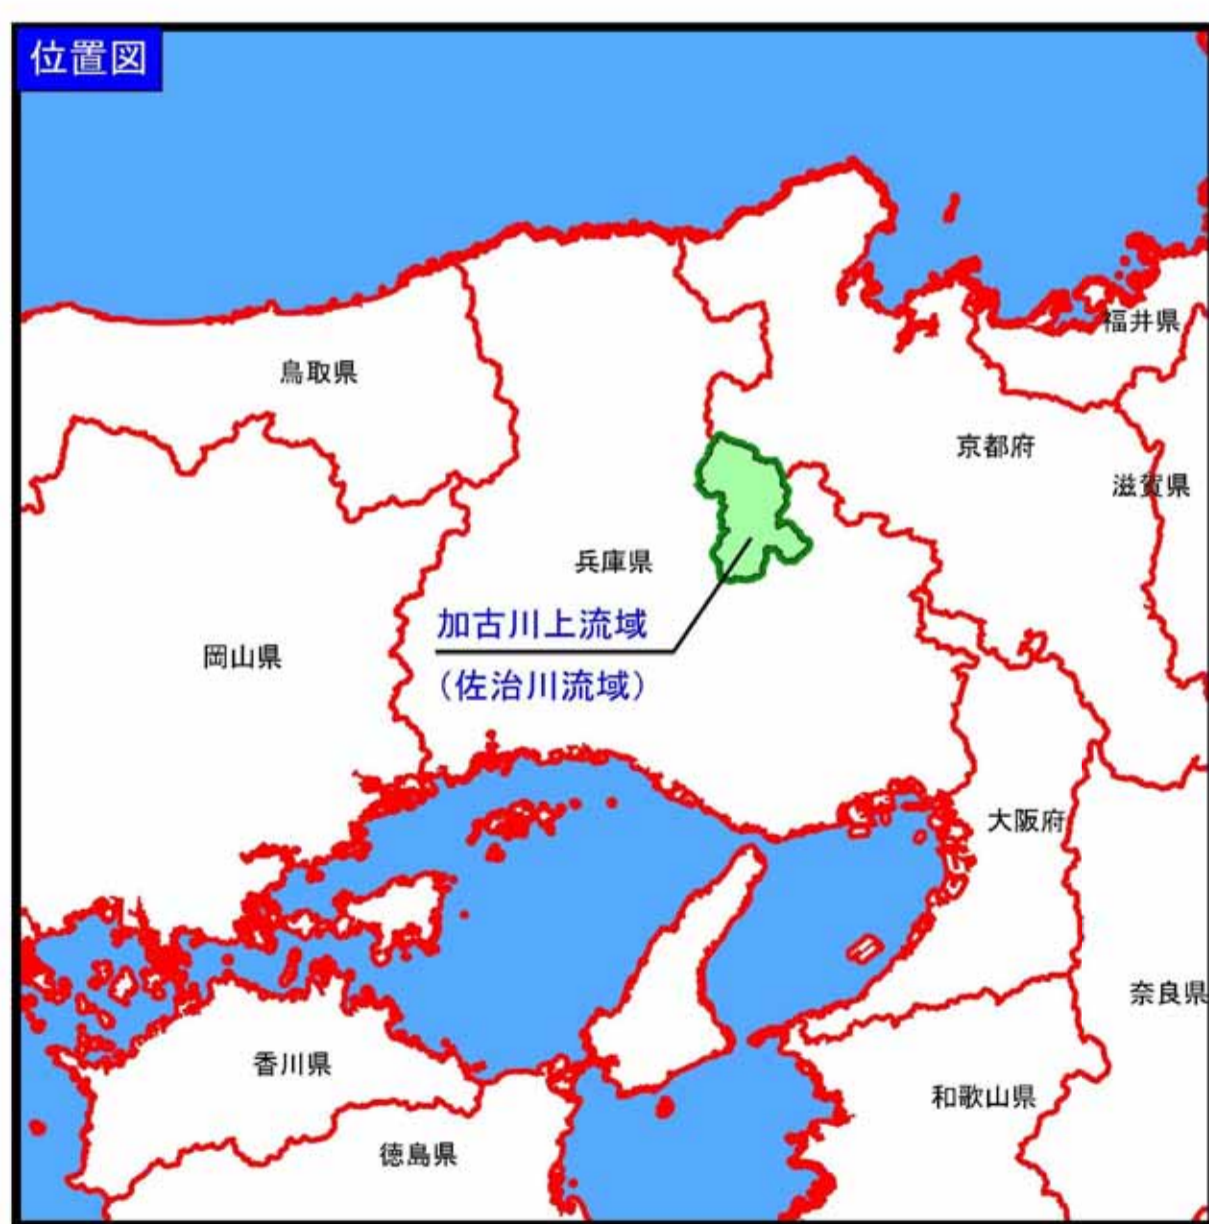 位置図
福井県
鳥取県
京都府
滋賀県
兵庫県
加古川上流域
（佐治川流域）
岡山県
大阪府
奈良県
香川県
和歌山県
徳島県